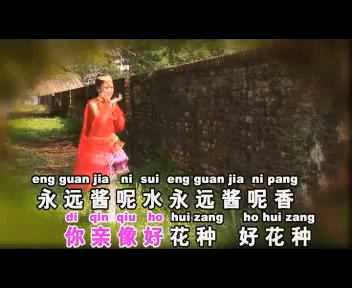 eng guan jia ni sui eng guan jia ni pang
永远酱呢水永远酱呢香
di qin qiu ho hui zang ho hui zang
你亲像好花种 好花种